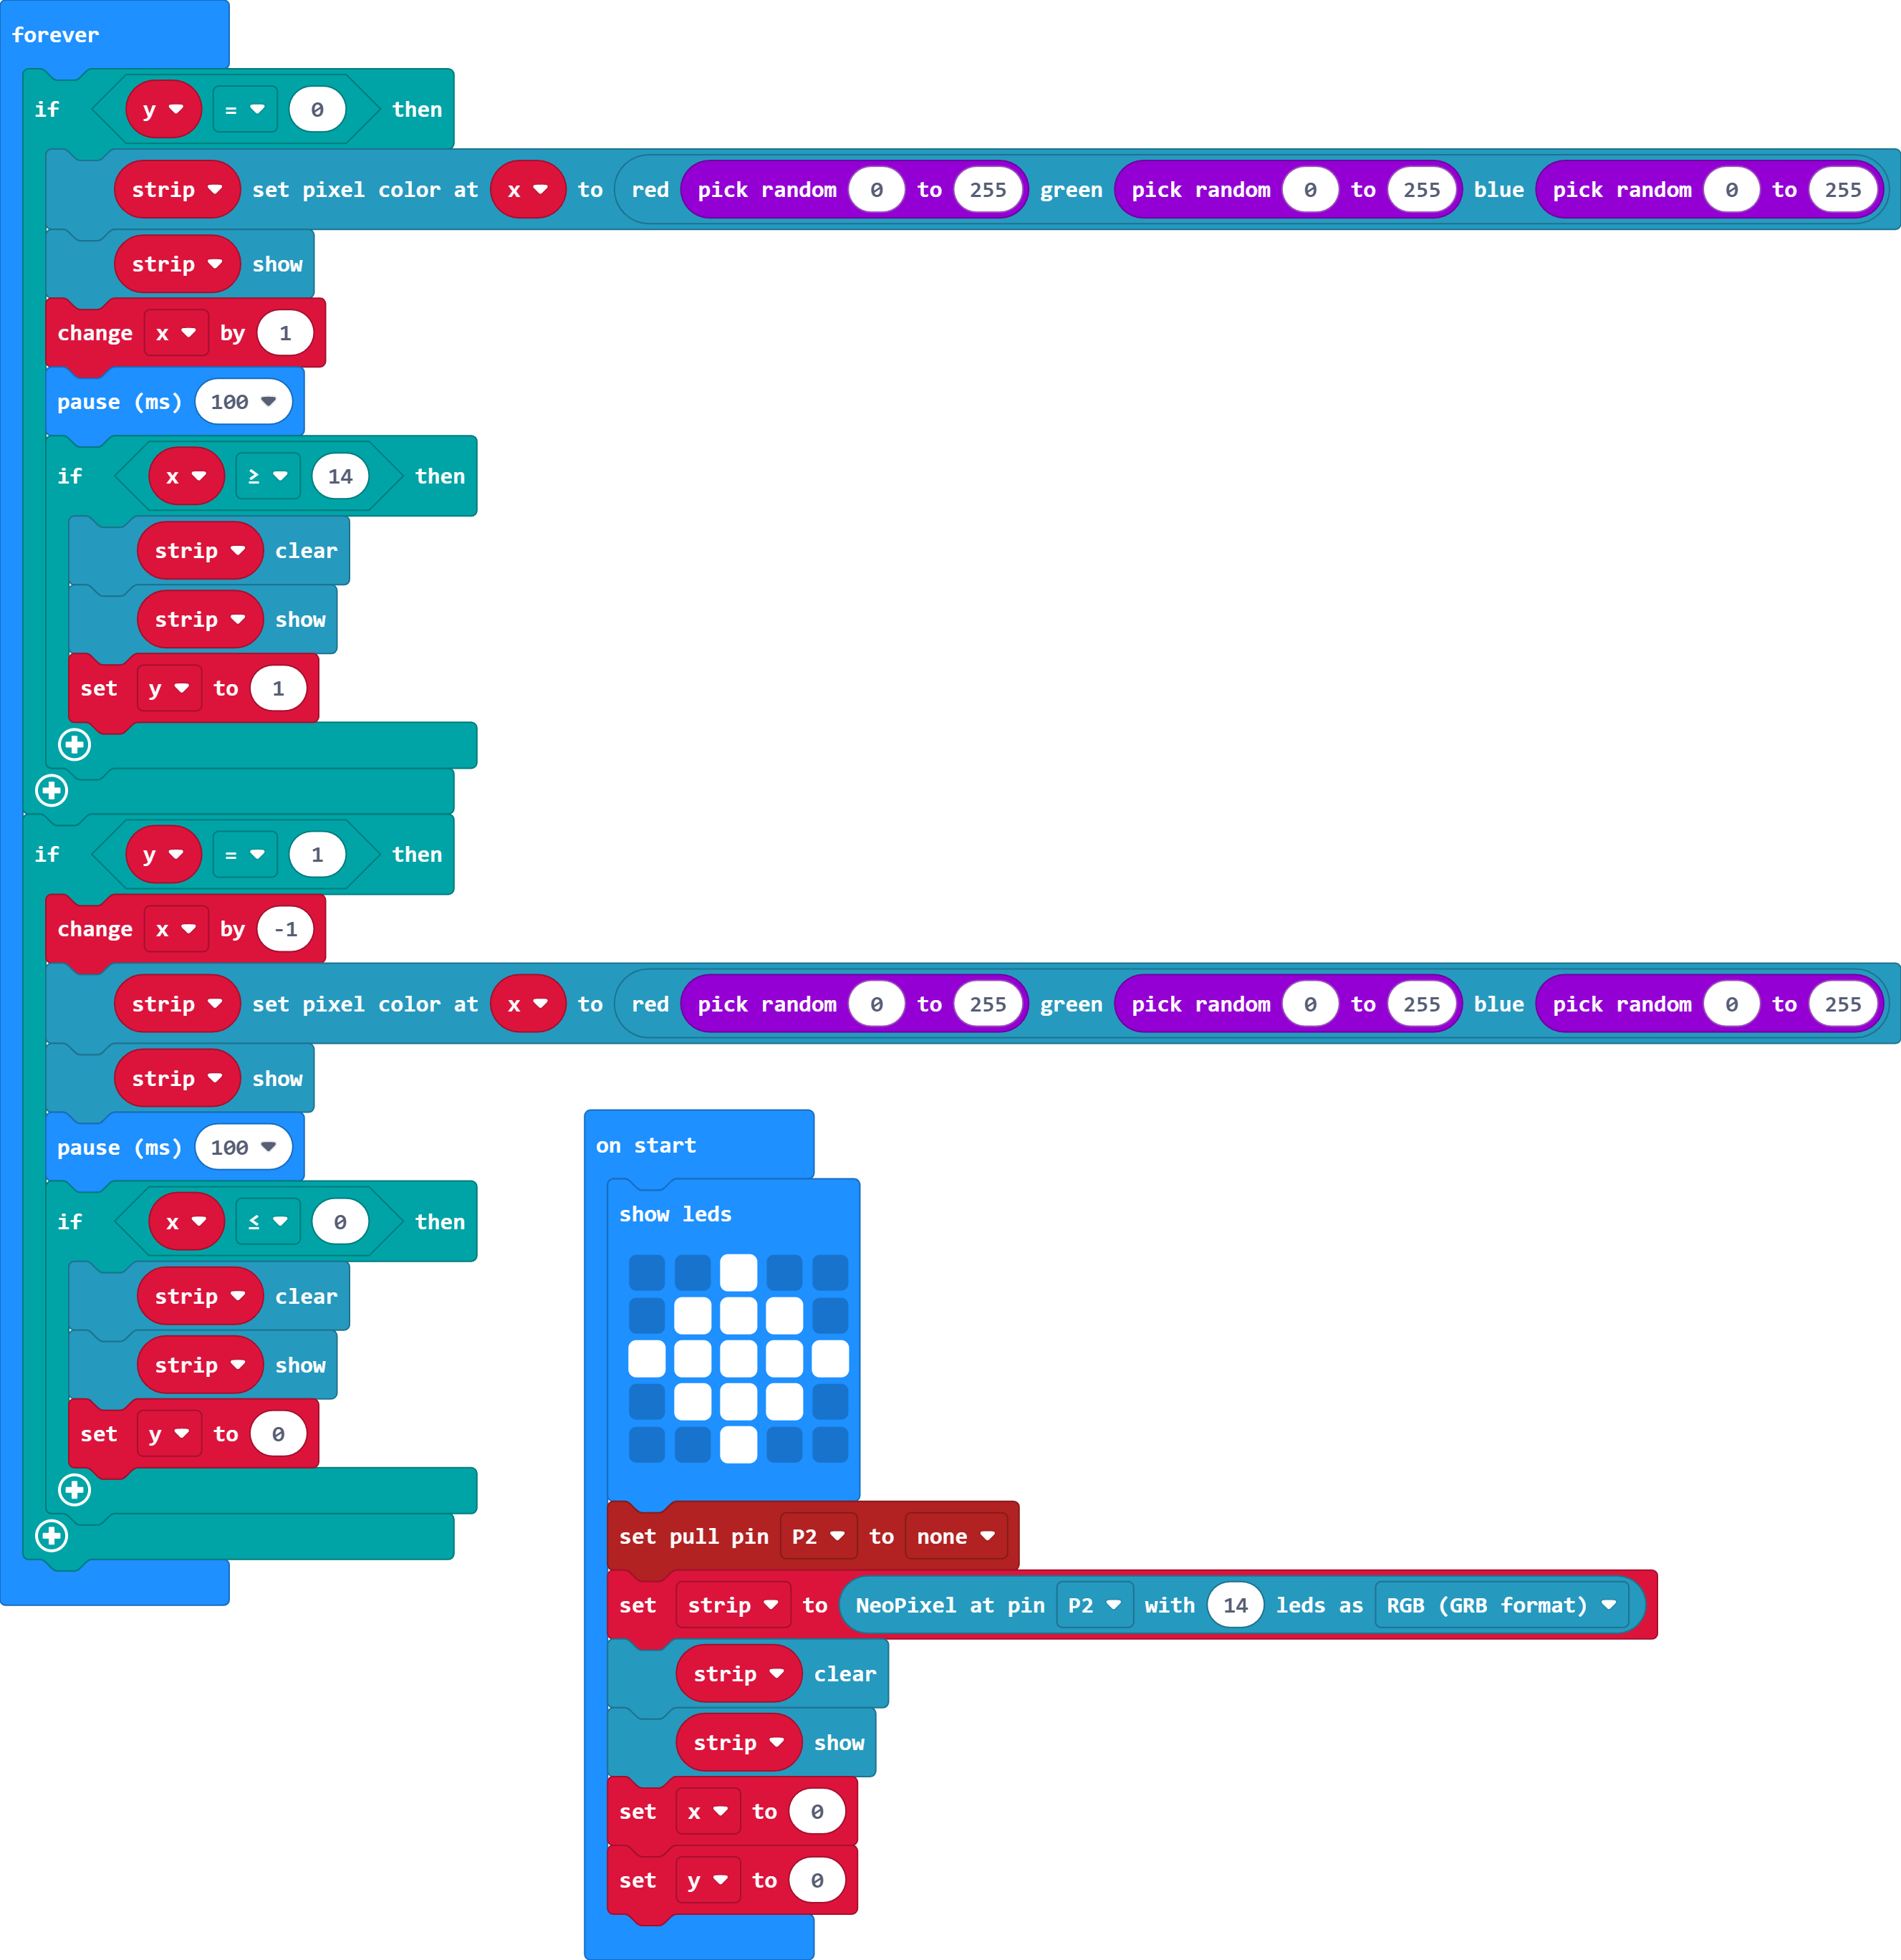 forever
if y = 0 then
strip set pixel color at x to red pick random 0 to 255 green pick random 0 to 255 blue pick random 0 to 255
strip show
change x by 1
pause (ms) 100
if x ≥ 14 then
strip clear
strip show
set y to 1
if y = 1 then
change x by -1
strip set pixel color at x to red pick random 0 to 255 green pick random 0 to 255 blue pick random 0 to 255
strip show
pause (ms) 100
if x ≤ 0 then
strip clear
strip show
set y to 0
on start
show leds
set pull pin P2 to none
set strip to NeoPixel at pin P2 with 14 leds as RGB (GRB format)
strip clear
strip show
set x to 0
set y to 0